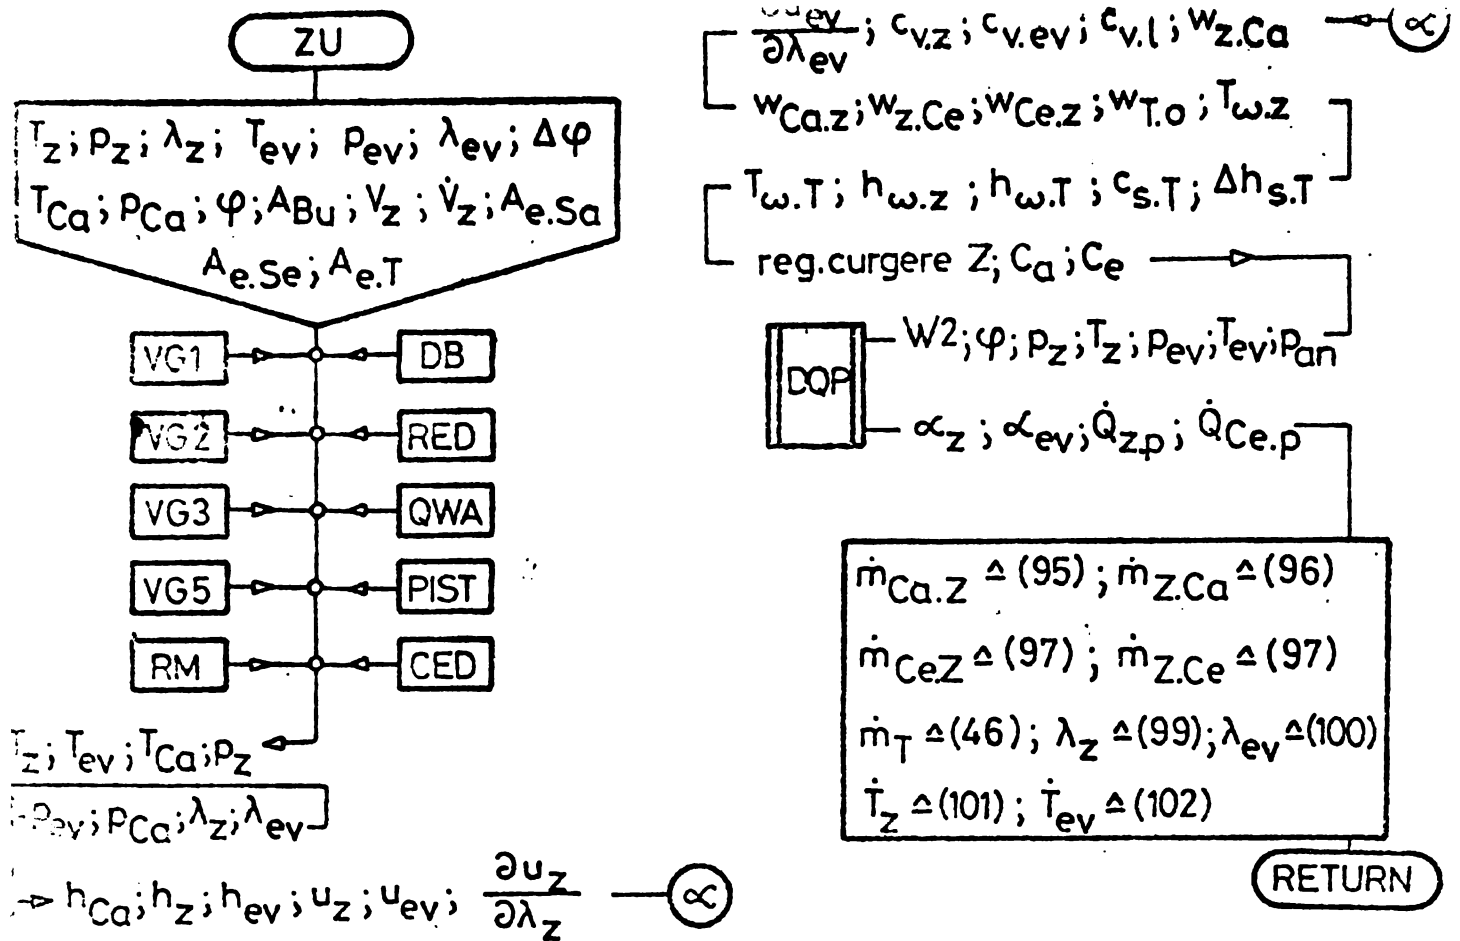 ZU
T_z; p_z; λ_z; T_ev; p_ev; λ_ev; Δφ
T_Ca; p_Ca; φ; A_Bu; V_z; V̇_z; A_e.Sa
A_e.Se; A_e.T
VG1 DB
VG2 RED
VG3 QWA
VG5 PIST
RM CED
T_z; T_ev; T_Ca; p_z
p_ev; p_Ca; λ_z; λ_ev
h_Ca; h_z; h_ev; u_z; u_ev; ∂u_z/∂λ_z ∝
∂u_ev/∂λ_ev; c_v.z; c_v.ev; c_v.l; w_z.Ca ∝
w_Ca.z; w_z.Ce; w_Ce.z; w_T.o; T_ω.z
T_ω.T; h_ω.z; h_ω.T; c_s.T; Δh_s.T
reg.curgere Z; C_a; C_e
W2; φ; p_z; T_z; p_ev; T_ev; p_an
DQP
∝_z; ∝_ev; Q̇_z.p; Q̇_Ce.p
ṁ_Ca.Z ≙ (95); ṁ_Z.Ca ≙ (96)
ṁ_Ce.Z ≙ (97); ṁ_Z.Ce ≙ (97)
ṁ_T ≙ (46); λ_z ≙ (99); λ_ev ≙ (100)
Ṫ_z ≙ (101); Ṫ_ev ≙ (102)
RETURN